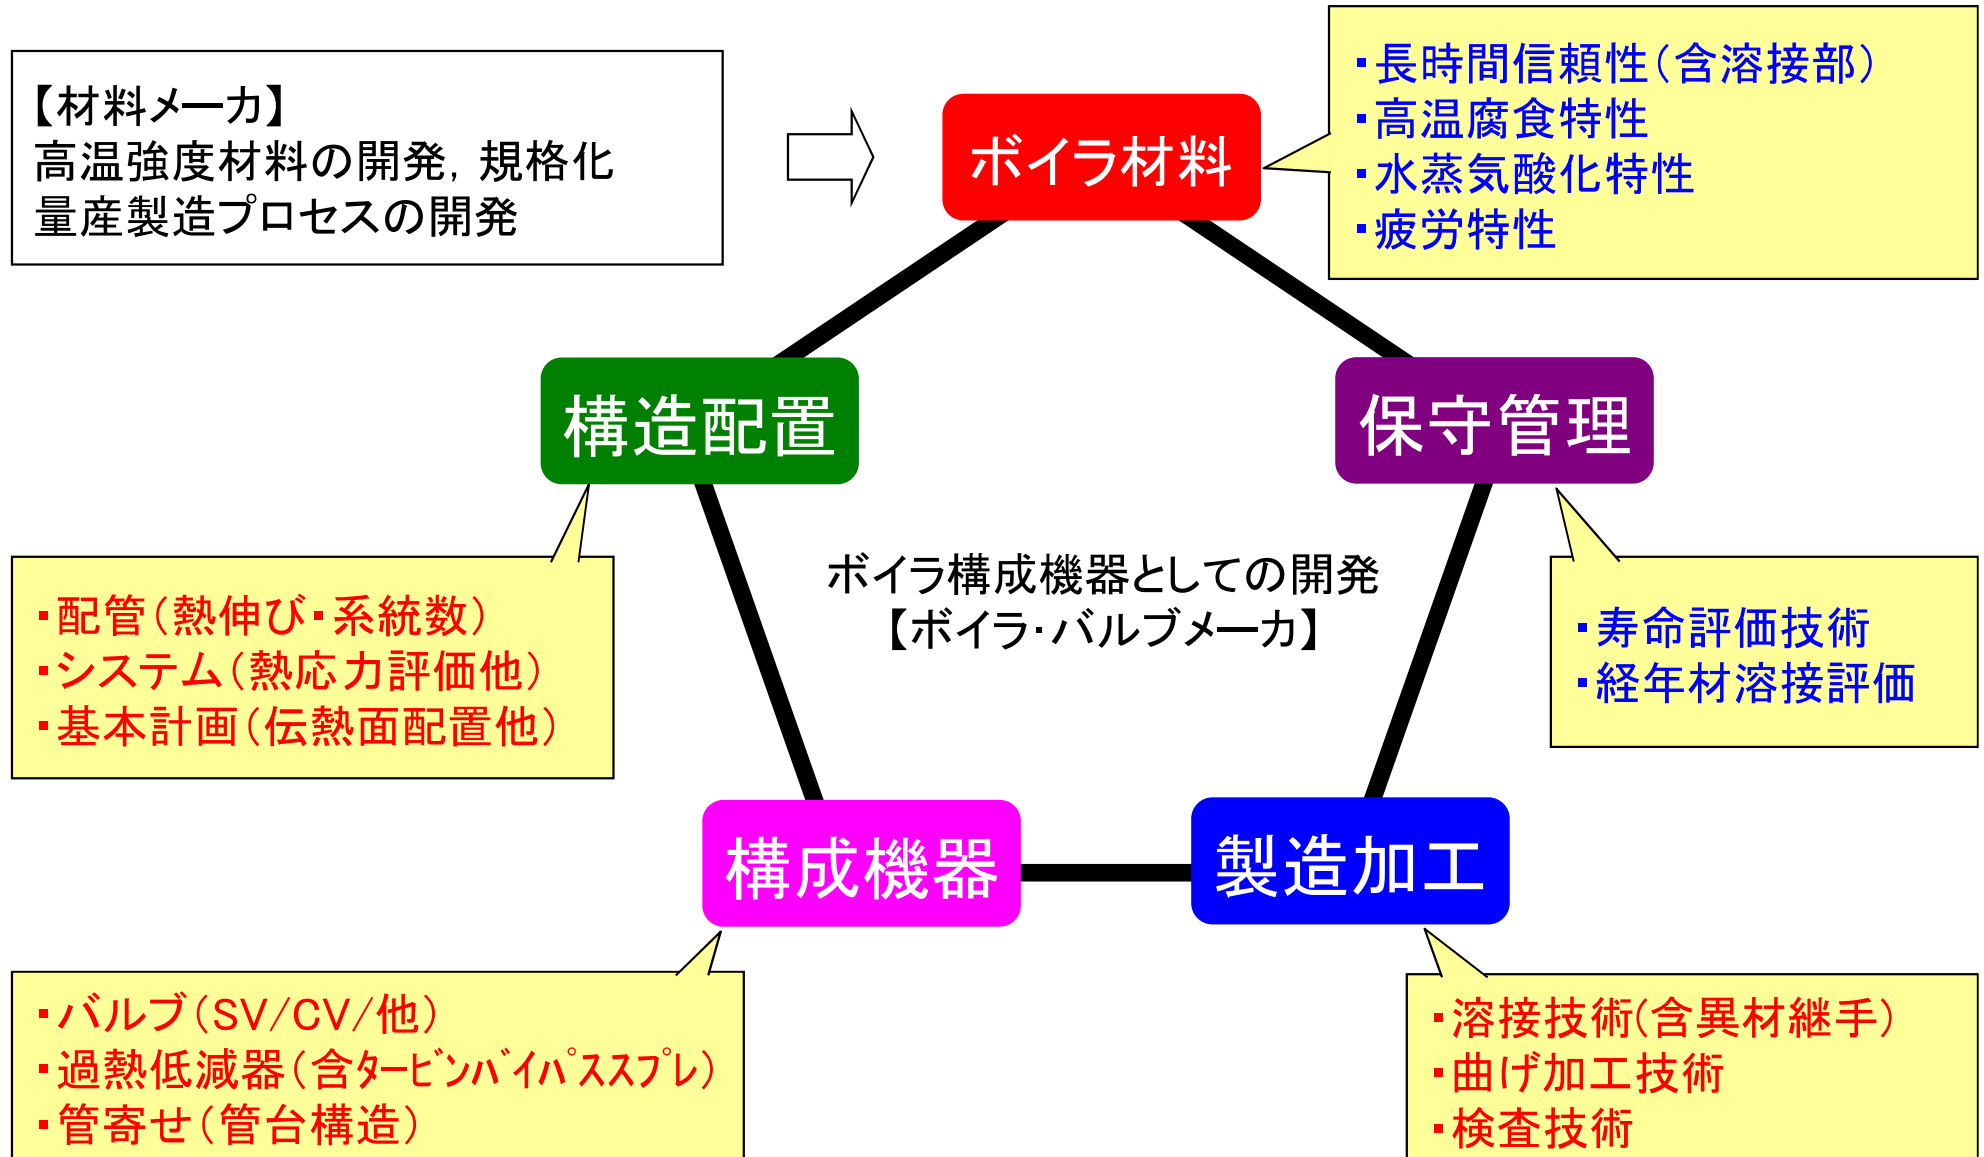 【材料メーカ】
高温強度材料の開発，規格化
量産製造プロセスの開発
ボイラ材料
・長時間信頼性（含溶接部）
・高温腐食特性
・水蒸気酸化特性
・疲労特性
構造配置
保守管理
・配管（熱伸び・系統数）
・システム（熱応力評価他）
・基本計画（伝熱面配置他）
ボイラ構成機器としての開発
【ボイラ・バルブメーカ】
・寿命評価技術
・経年材溶接評価
構成機器
製造加工
・バルブ（SV/CV/他）
・過熱低減器（含ﾀｰﾋﾞﾝﾊﾞｲﾊﾟｽｽﾌﾟﾚ）
・管寄せ（管台構造）
・溶接技術(含異材継手）
・曲げ加工技術
・検査技術